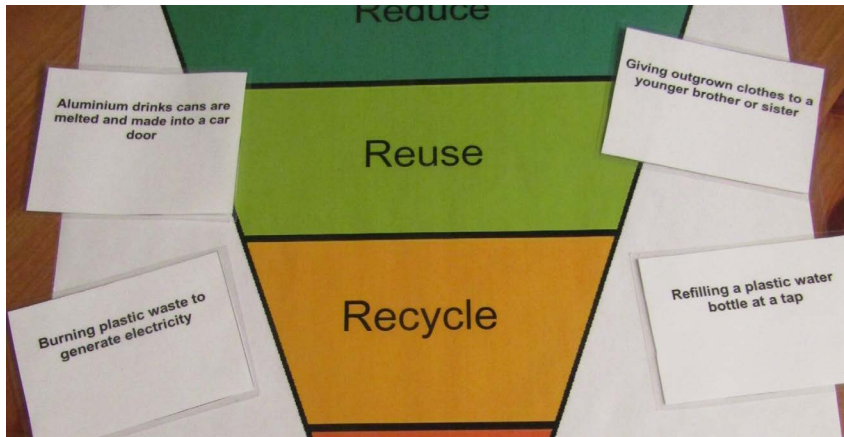 Reduce
Aluminium drinks cans are
melted and made into a car
door
Reuse
Giving outgrown clothes to a
younger brother or sister
Burning plastic waste to
generate electricity
Recycle
Refilling a plastic water
bottle at a tap